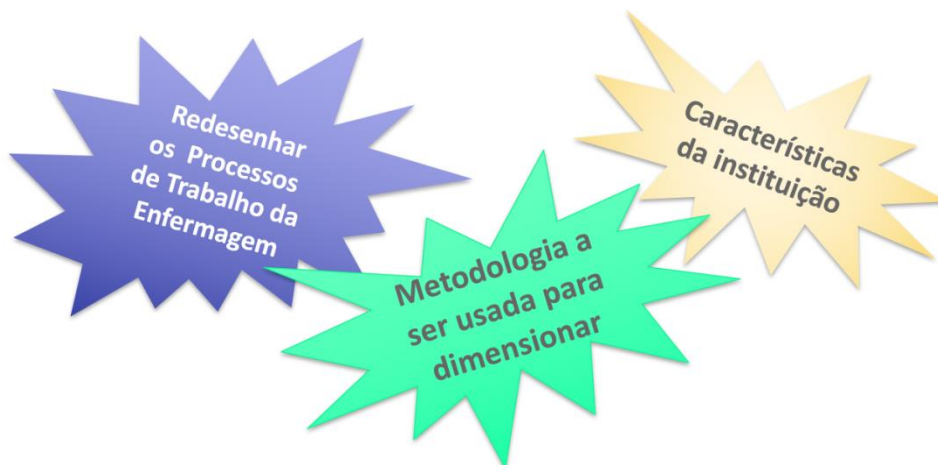 Redesenhar
os Processos
de Trabalho da
Enfermagem
Metodologia a
ser usada para
dimensionar
Características
da instituição